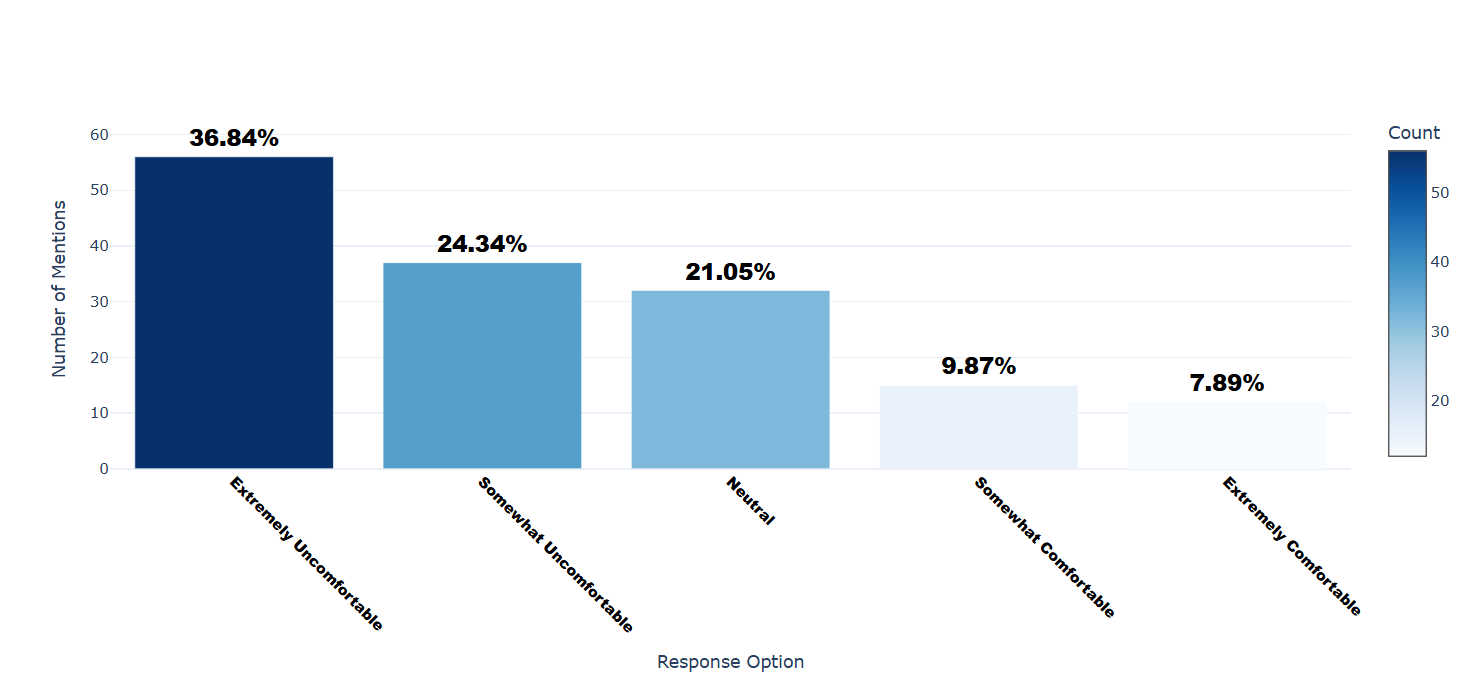 Count
60
50
40
30
20
10
0
Number of Mentions
36.84%
24.34%
21.05%
9.87%
7.89%
50
40
30
20
Extremely Uncomfortable
Somewhat Uncomfortable
Neutral
Somewhat Comfortable
Extremely Comfortable
Response Option